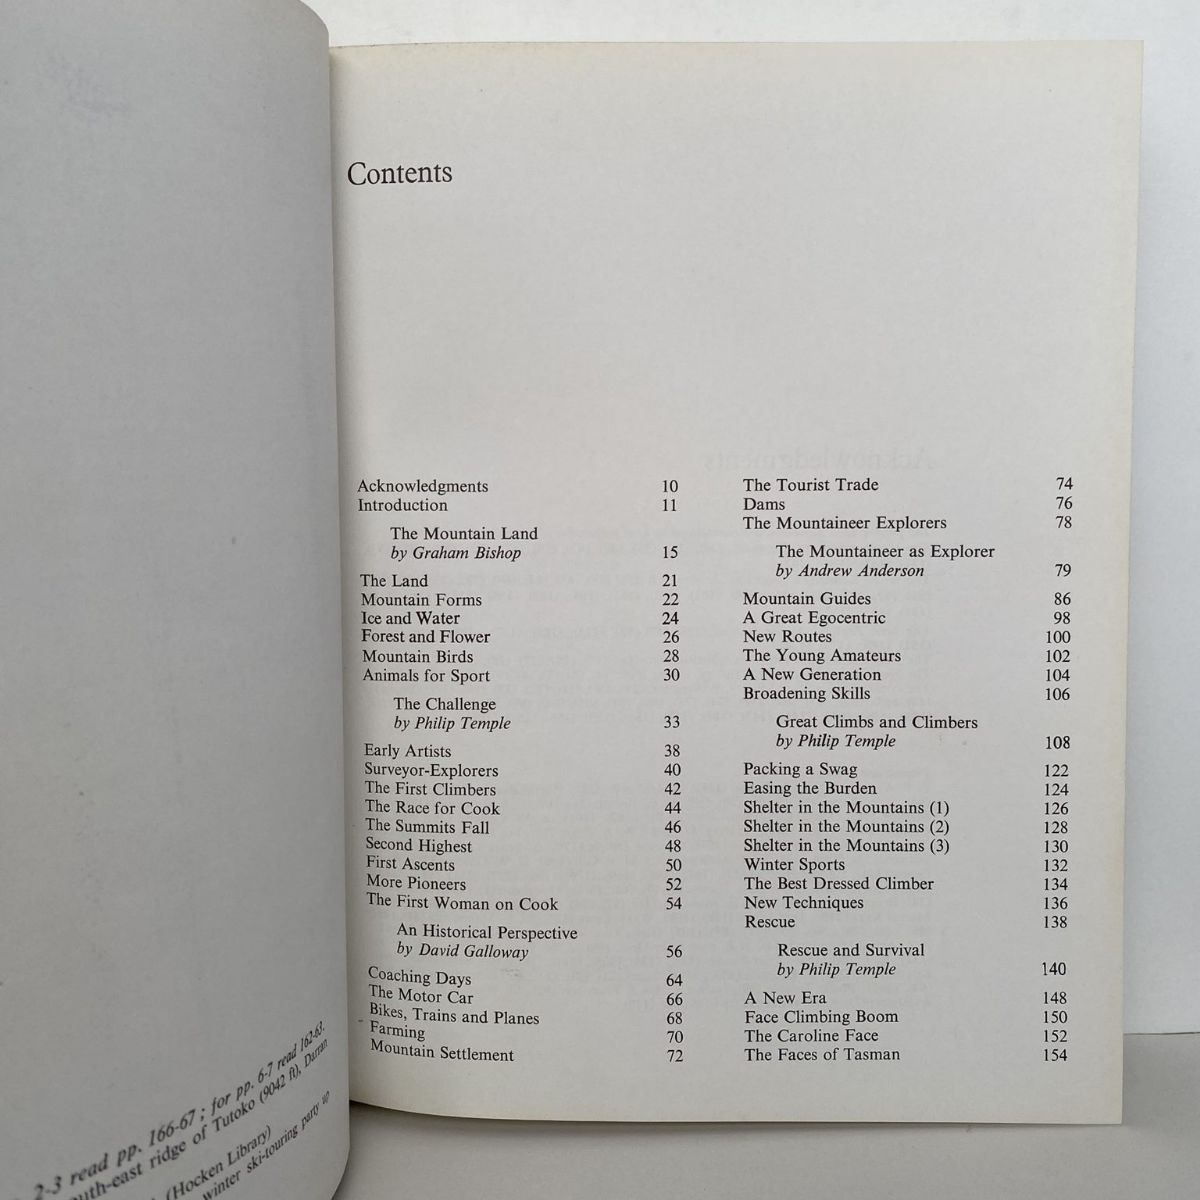 Contents
Acknowledgments 10
Introduction 11
The Mountain Land
by Graham Bishop 15
The Land 21
Mountain Forms 22
Ice and Water 24
Forest and Flower 26
Mountain Birds 28
Animals for Sport 30
The Challenge
by Philip Temple 33
Early Artists 38
Surveyor-Explorers 40
The First Climbers 42
The Race for Cook 44
The Summits Fall 46
Second Highest 48
First Ascents 50
More Pioneers 52
The First Woman on Cook 54
An Historical Perspective
by David Galloway 56
Coaching Days 64
The Motor Car 66
Bikes, Trains and Planes 68
Farming 70
Mountain Settlement 72
The Tourist Trade 74
Dams 76
The Mountaineer Explorers 78
The Mountaineer as Explorer
by Andrew Anderson 79
Mountain Guides 86
A Great Egocentric 98
New Routes 100
The Young Amateurs 102
A New Generation 104
Broadening Skills 106
Great Climbs and Climbers
by Philip Temple 108
Packing a Swag 122
Easing the Burden 124
Shelter in the Mountains (1) 126
Shelter in the Mountains (2) 128
Shelter in the Mountains (3) 130
Winter Sports 132
The Best Dressed Climber 134
New Techniques 136
Rescue 138
Rescue and Survival
by Philip Temple 140
A New Era 148
Face Climbing Boom 150
The Caroline Face 152
The Faces of Tasman 154
2-3 read pp. 166-67 ; for pp. 6-7 read 162-63.
ridge of Tutoko (9042 ft), Darran
(Hocken Library)
winter ski-touring party